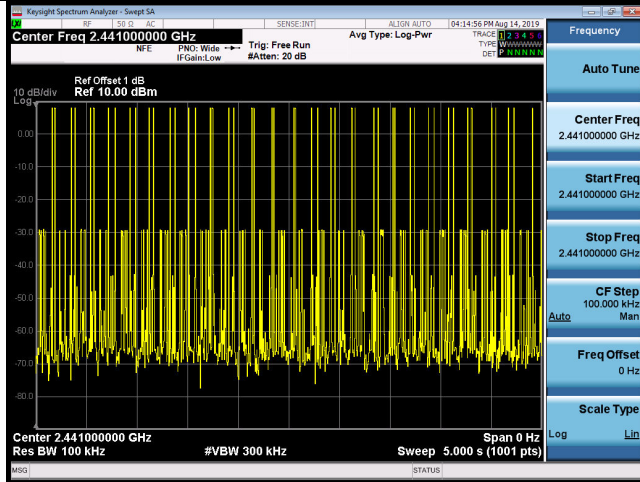 Keysight Spectrum Analyzer - Swept SA
RF 50 Ω AC SENSE:INT ALIGN AUTO 04:14:56 PM Aug 14, 2019
Center Freq 2.441000000 GHz
NFE
PNO: Wide
IFGain:Low
Trig: Free Run
#Atten: 20 dB
Avg Type: Log-Pwr
TRACE 1 2 3 4 5 6
TYPE W
DET P N N N N N
Ref Offset 1 dB
10 dB/div Ref 10.00 dBm
Log
0.00
-10.0
-20.0
-30.0
-40.0
-50.0
-60.0
-70.0
-80.0
Center 2.441000000 GHz Span 0 Hz
Res BW 100 kHz #VBW 300 kHz Sweep 5.000 s (1001 pts)
MSG STATUS
Frequency
Auto Tune
Center Freq
2.441000000 GHz
Start Freq
2.441000000 GHz
Stop Freq
2.441000000 GHz
CF Step
100.000 kHz
Auto Man
Freq Offset
0 Hz
Scale Type
Log Lin